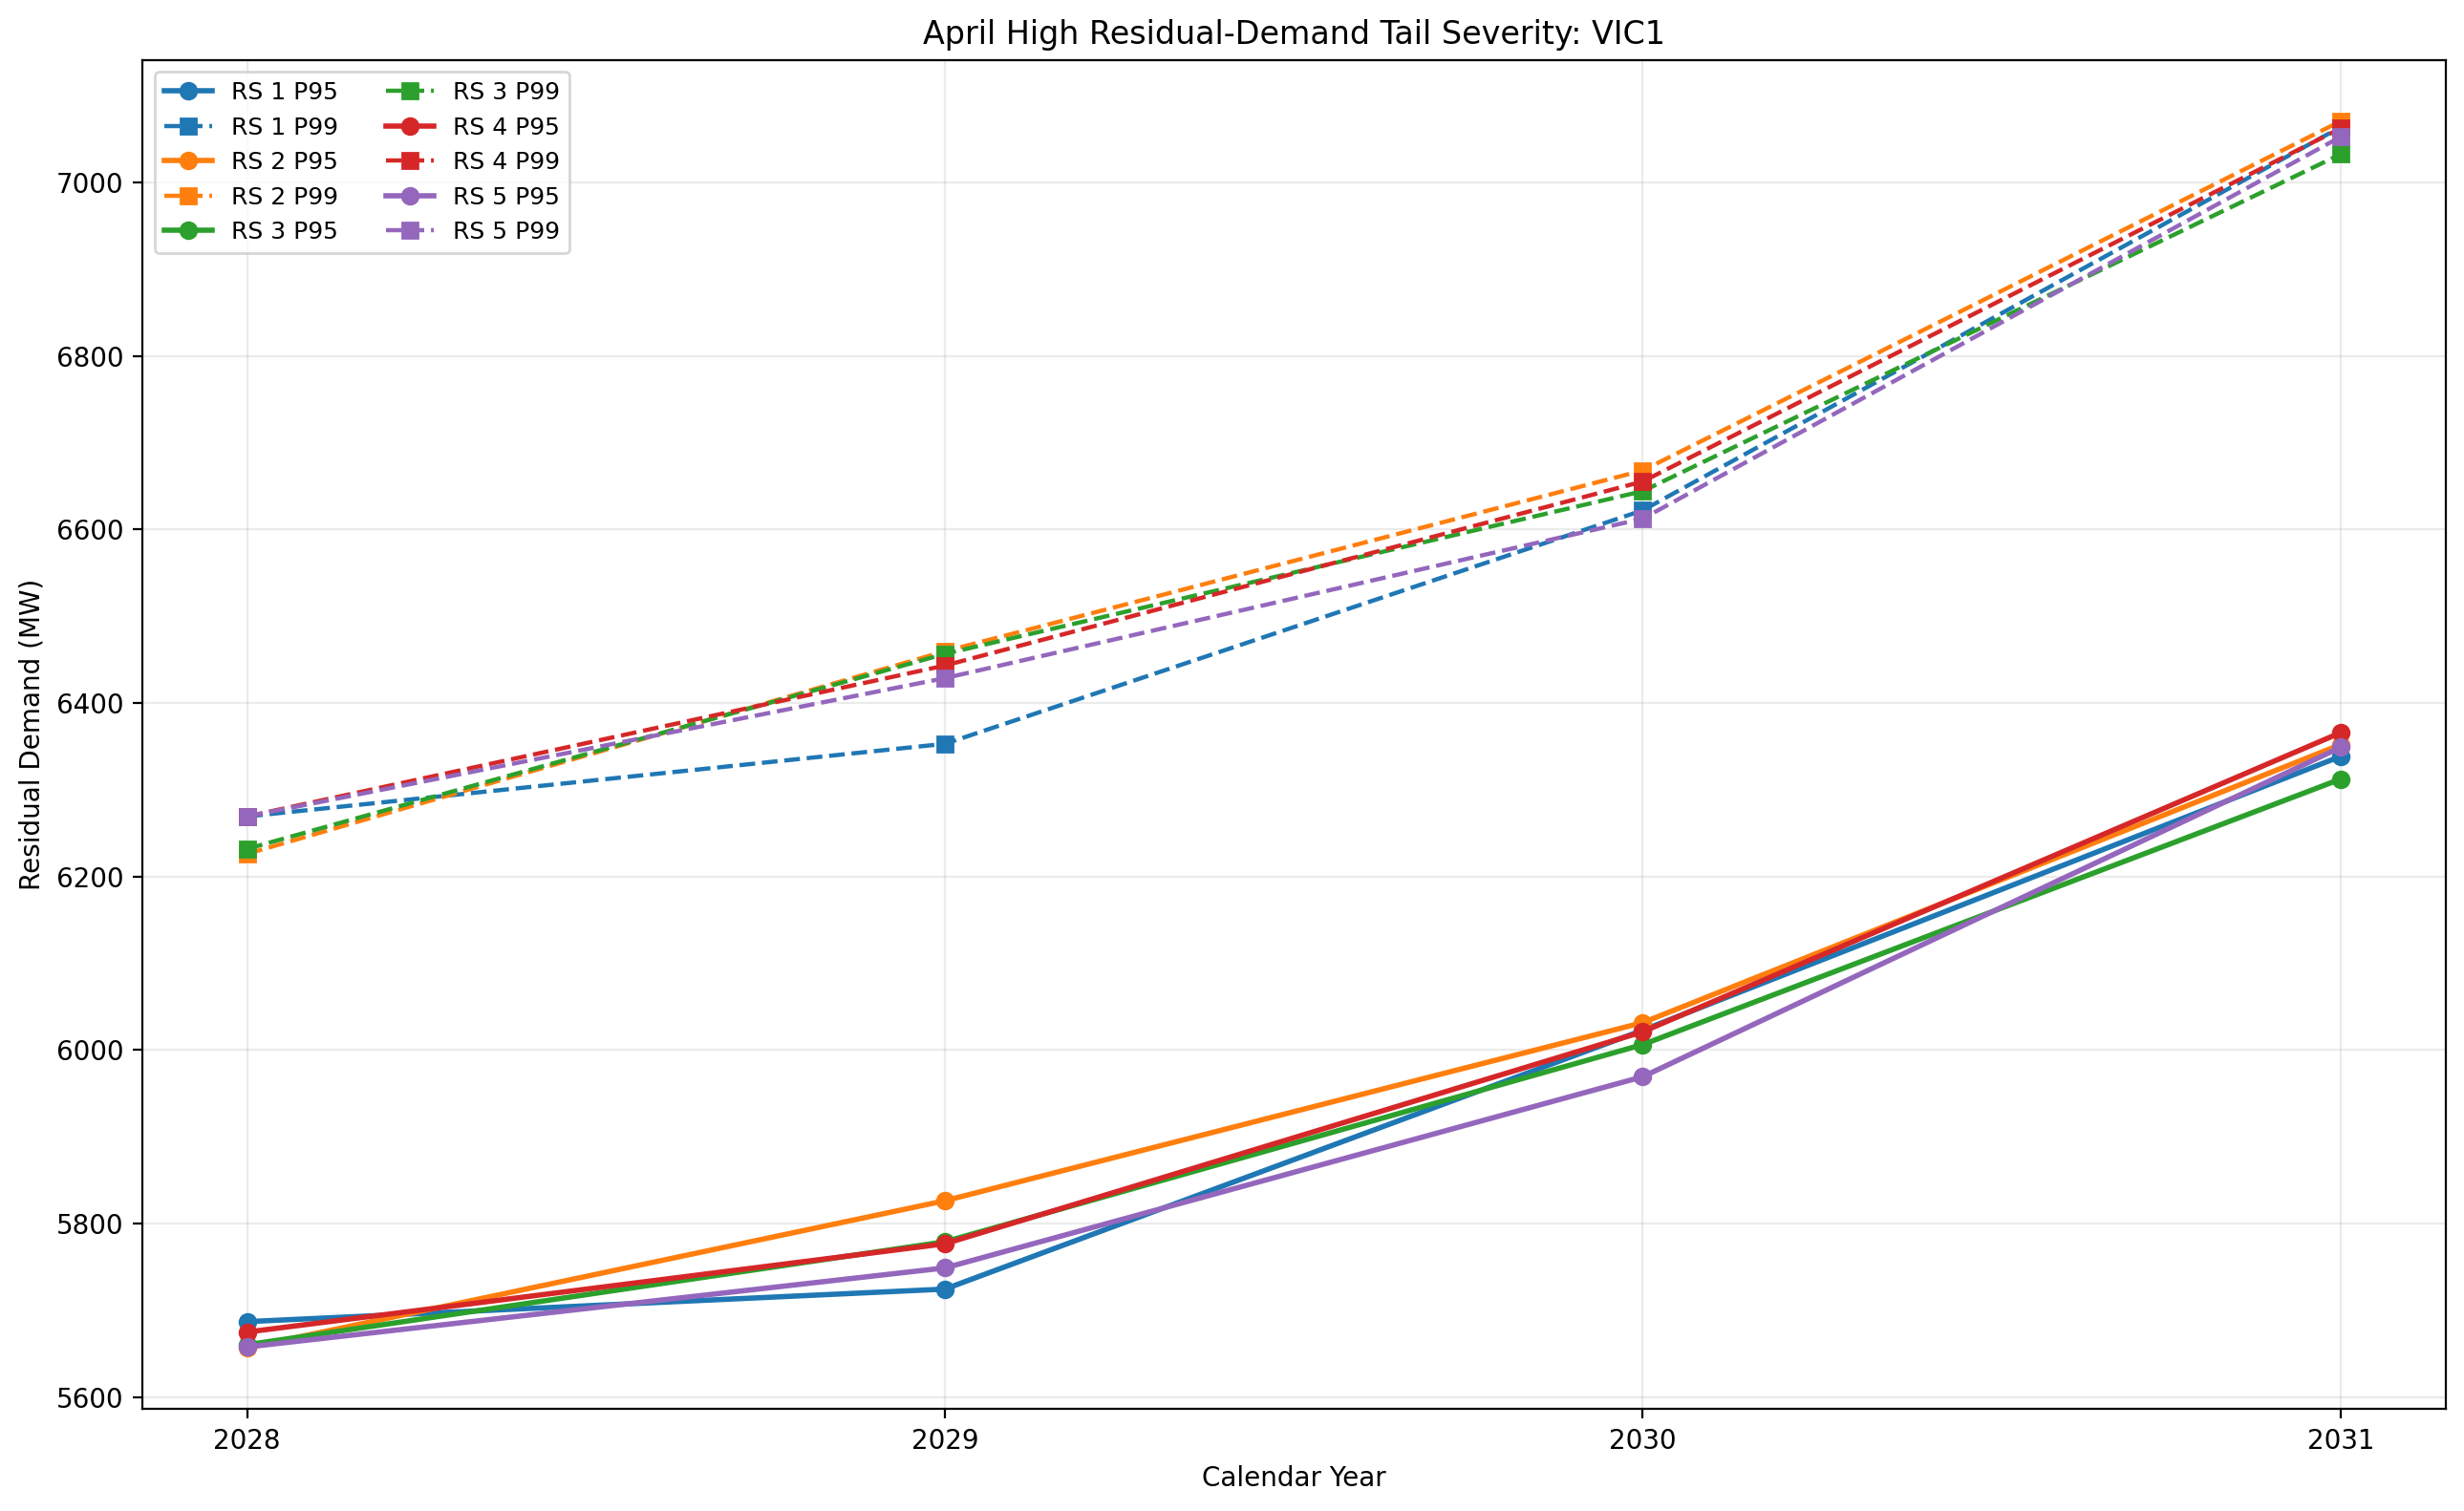 April High Residual-Demand Tail Severity: VIC1
RS 1 P95
RS 1 P99
RS 2 P95
RS 2 P99
RS 3 P95
RS 3 P99
RS 4 P95
RS 4 P99
RS 5 P95
RS 5 P99
Residual Demand (MW)
7000
6800
6600
6400
6200
6000
5800
5600
2028
2029
2030
2031
Calendar Year